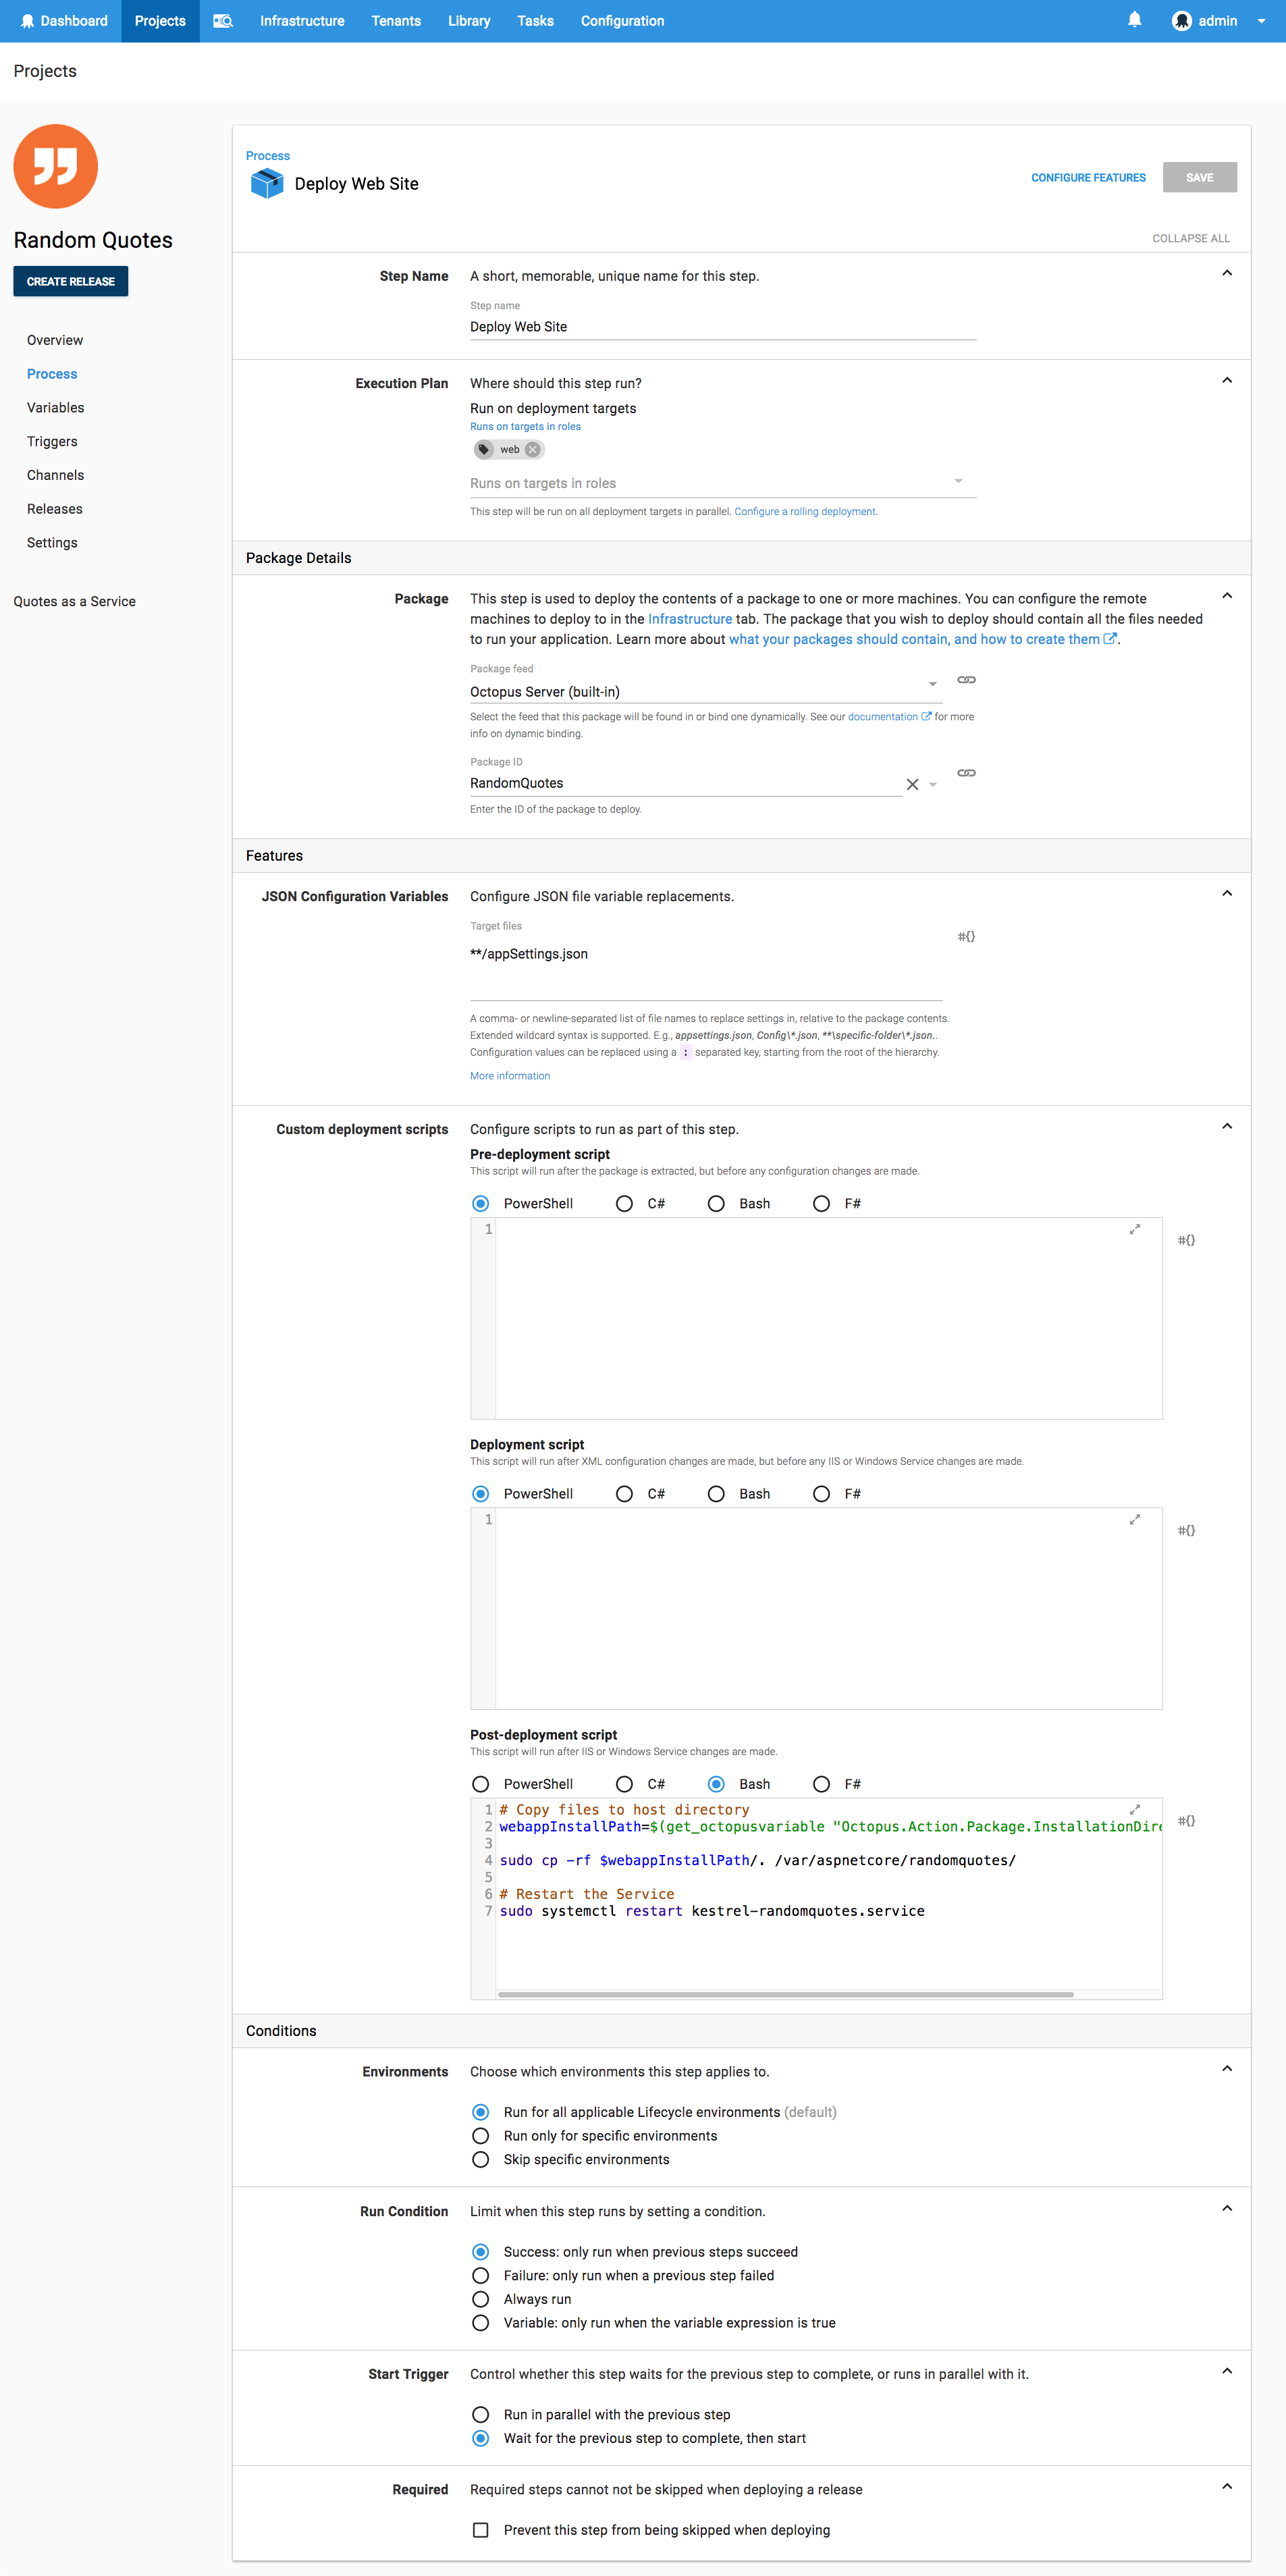 Dashboard Projects Infrastructure Tenants Library Tasks Configuration admin
Projects
Random Quotes
CREATE RELEASE
Overview
Process
Variables
Triggers
Channels
Releases
Settings
Quotes as a Service
Process
Deploy Web Site
CONFIGURE FEATURES SAVE
COLLAPSE ALL
Step Name A short, memorable, unique name for this step.
Step name
Deploy Web Site
Execution Plan Where should this step run?
Run on deployment targets
Runs on targets in roles
web
Runs on targets in roles
This step will be run on all deployment targets in parallel. Configure a rolling deployment.
Package Details
Package This step is used to deploy the contents of a package to one or more machines. You can configure the remote
machines to deploy to in the Infrastructure tab. The package that you wish to deploy should contain all the files needed
to run your application. Learn more about what your packages should contain, and how to create them .
Package feed
Octopus Server (built-in)
Select the feed that this package will be found in or bind one dynamically. See our documentation for more
info on dynamic binding.
Package ID
RandomQuotes
Enter the ID of the package to deploy.
Features
JSON Configuration Variables Configure JSON file variable replacements.
Target files
#{}
**/appSettings.json
A comma- or newline-separated list of file names to replace settings in, relative to the package contents.
Extended wildcard syntax is supported. E.g., appsettings.json, Config\*.json, **\specific-folder\*.json..
Configuration values can be replaced using a : separated key, starting from the root of the hierarchy.
More information
Custom deployment scripts Configure scripts to run as part of this step.
Pre-deployment script
This script will run after the package is extracted, but before any configuration changes are made.
PowerShell C# Bash F#
1
#{}
Deployment script
This script will run after XML configuration changes are made, but before any IIS or Windows Service changes are made.
PowerShell C# Bash F#
1
#{}
Post-deployment script
This script will run after IIS or Windows Service changes are made.
PowerShell C# Bash F#
1 # Copy files to host directory
#{}
2 webappInstallPath=$(get_octopusvariable "Octopus.Action.Package.InstallationDire
3
4 sudo cp -rf $webappInstallPath/. /var/aspnetcore/randomquotes/
5
6 # Restart the Service
7 sudo systemctl restart kestrel-randomquotes.service
Conditions
Environments Choose which environments this step applies to.
Run for all applicable Lifecycle environments (default)
Run only for specific environments
Skip specific environments
Run Condition Limit when this step runs by setting a condition.
Success: only run when previous steps succeed
Failure: only run when a previous step failed
Always run
Variable: only run when the variable expression is true
Start Trigger Control whether this step waits for the previous step to complete, or runs in parallel with it.
Run in parallel with the previous step
Wait for the previous step to complete, then start
Required Required steps cannot not be skipped when deploying a release
Prevent this step from being skipped when deploying